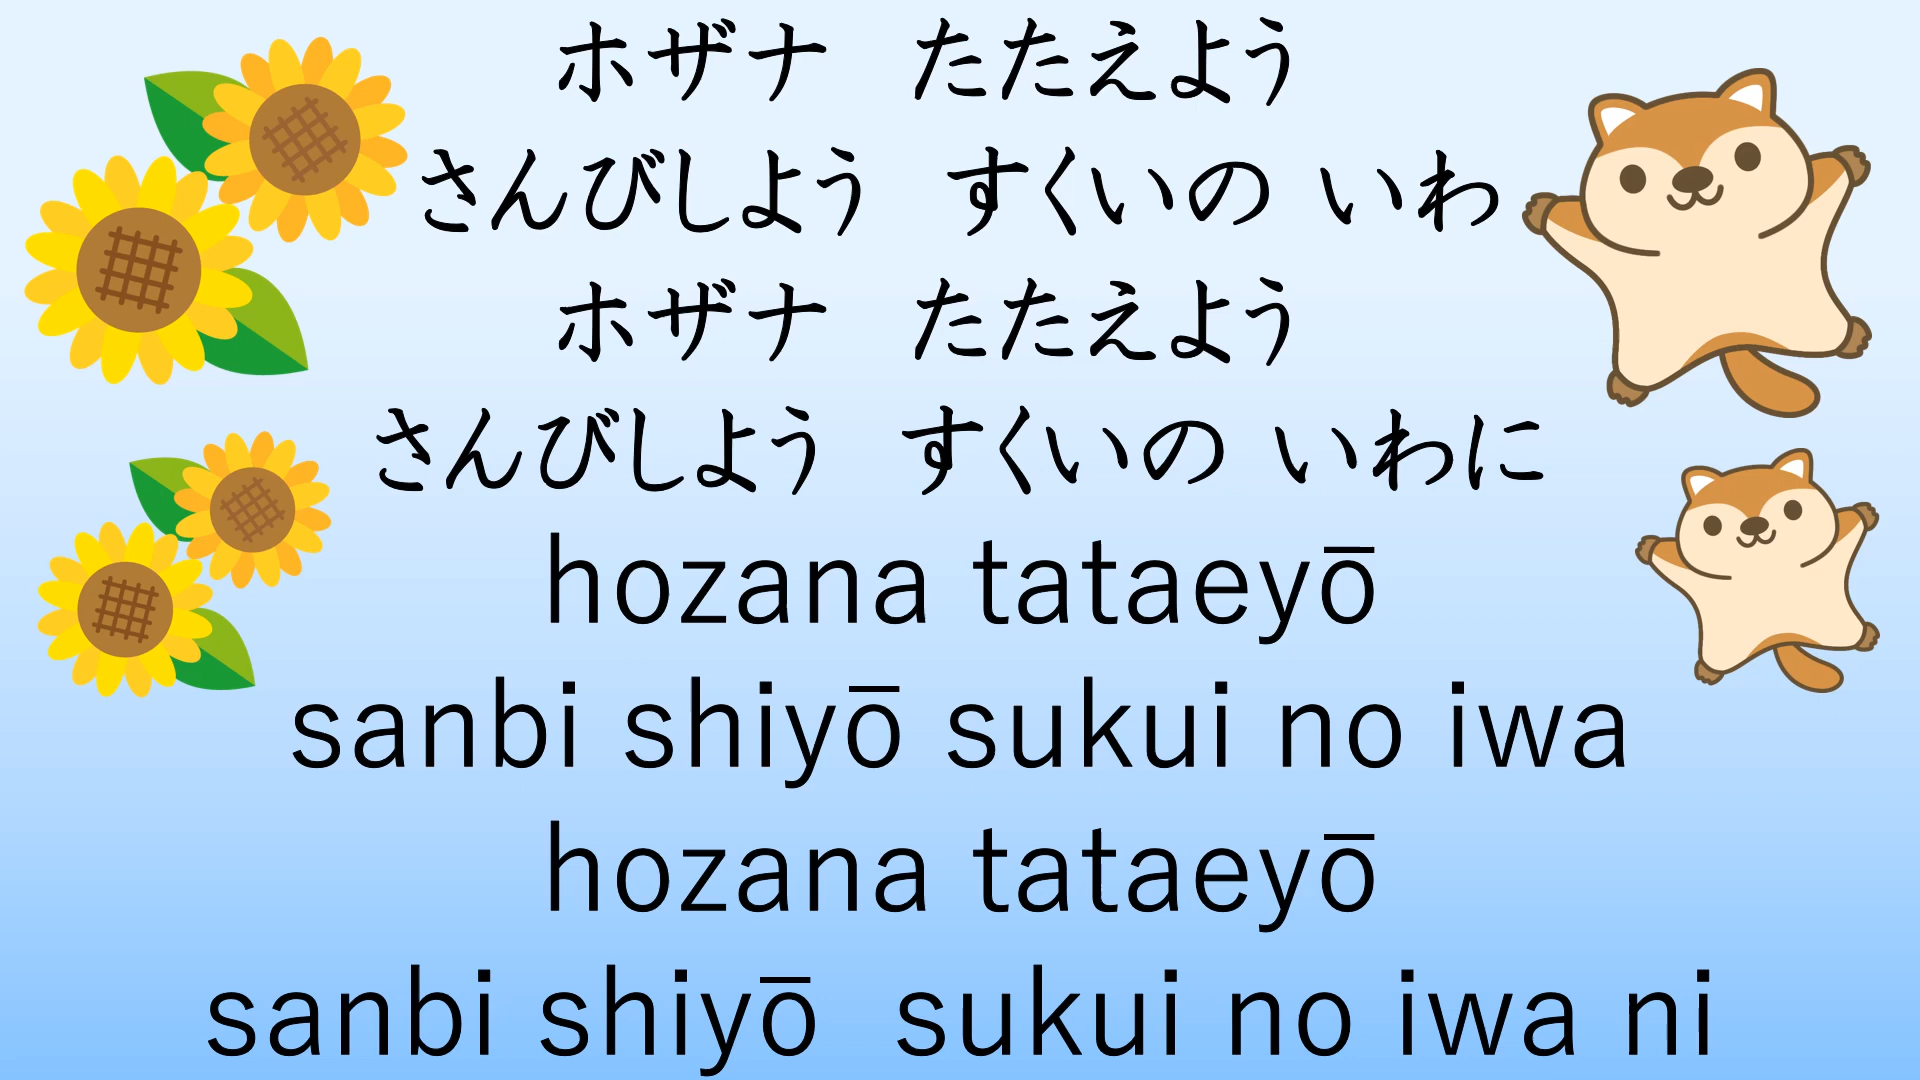 ホザナ　たたえよう
さんびしよう　すくいの いわ
ホザナ　たたえよう
さんびしよう　すくいの いわに
hozana tataeyō
sanbi shiyō sukui no iwa
hozana tataeyō
sanbi shiyō  sukui no iwa ni